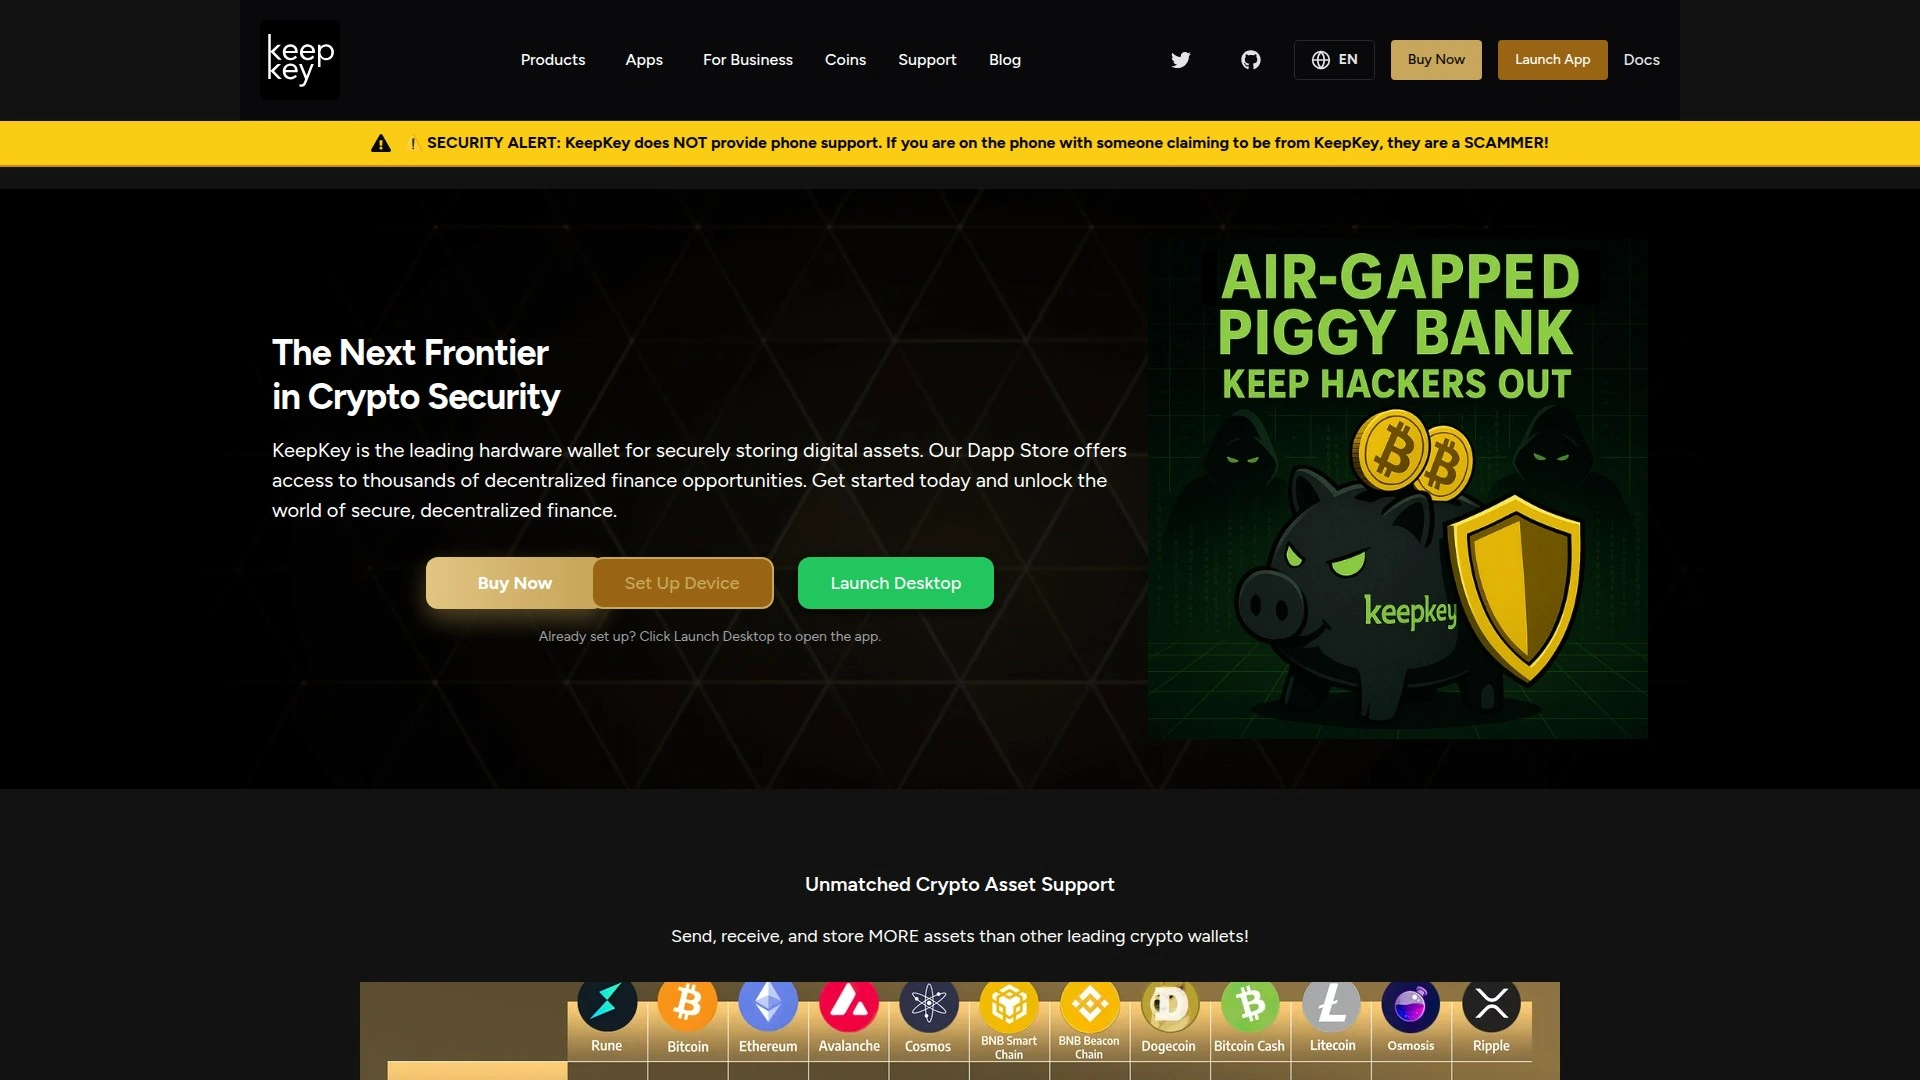 keep
key
Products
Apps
For Business
Coins
Support
Blog
EN
Buy Now
Launch App
Docs
SECURITY ALERT: KeepKey does NOT provide phone support. If you are on the phone with someone claiming to be from KeepKey, they are a SCAMMER!
The Next Frontier
in Crypto Security
KeepKey is the leading hardware wallet for securely storing digital assets. Our Dapp Store offers
access to thousands of decentralized finance opportunities. Get started today and unlock the
world of secure, decentralized finance.
Buy Now
Set Up Device
Launch Desktop
Already set up? Click Launch Desktop to open the app.
AIR-GAPPED
PIGGY BANK
KEEP HACKERS OUT
keepkey
Unmatched Crypto Asset Support
Send, receive, and store MORE assets than other leading crypto wallets!
Rune
Bitcoin
Ethereum
Avalanche
Cosmos
BNB Smart
Chain
BNB Beacon
Chain
Dogecoin
Bitcoin Cash
Litecoin
Osmosis
Ripple